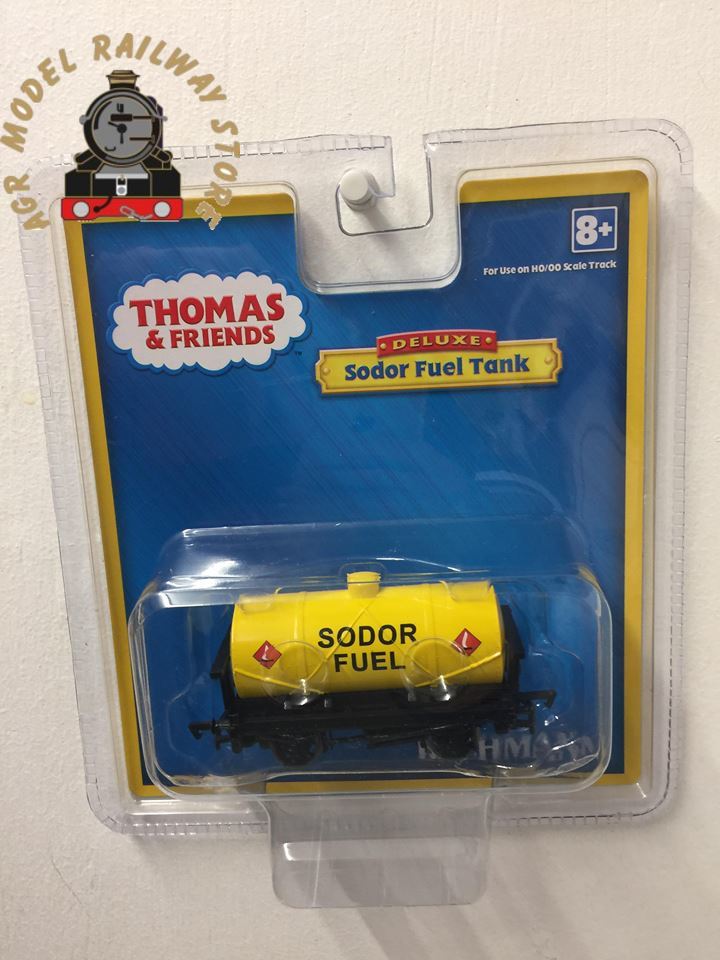 AGR MODEL RAILWAY STORE
8+
For Use on HO/OO Scale Track
THOMAS
& FRIENDS
™
DELUXE
Sodor Fuel Tank
SODOR
FUEL